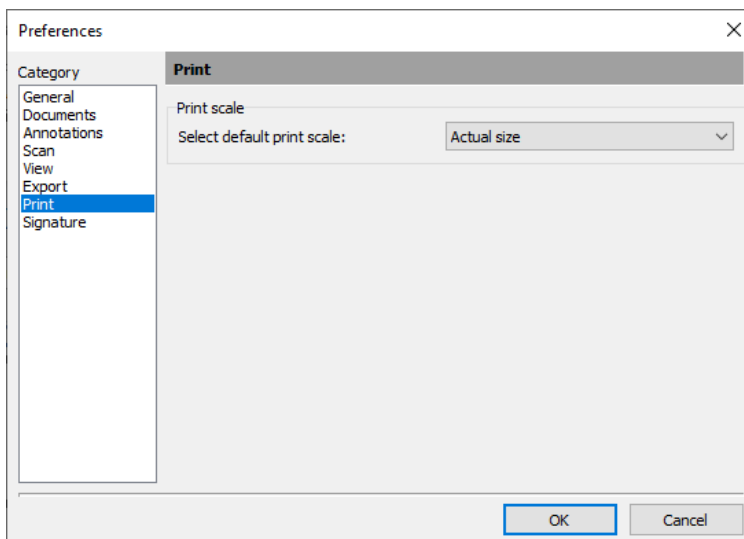 Preferences
Category
General
Documents
Annotations
Scan
View
Export
Print
Signature
Print
Print scale
Select default print scale: Actual size
OK Cancel